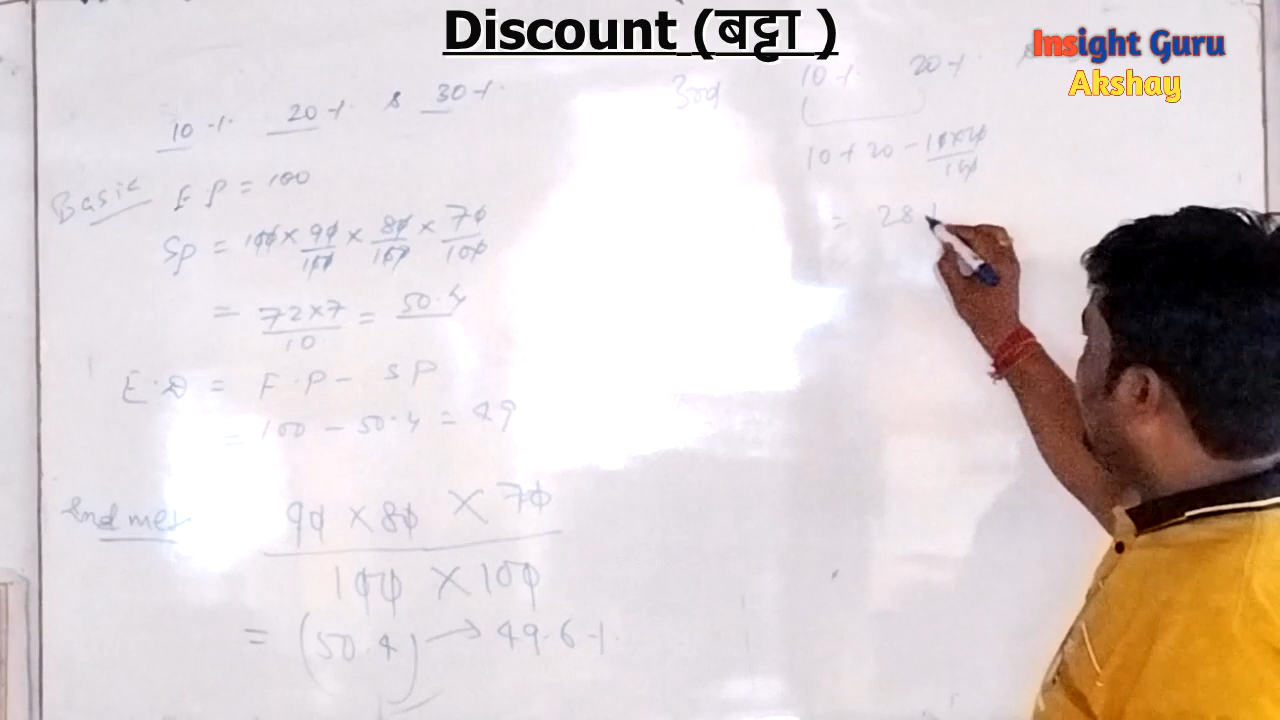 Discount (बट्टा )
Insight Guru
Akshay
10 % 20 % & 30 %
Basic E.P = 100
SP = 100 × 90/100 × 80/100 × 70/100
= 72×7/10 = 50.4
E.D = E.P - SP
= 100 - 50.4 = 49
90 × 80 × 70
100 × 100
= (50.4) → 49.6 %
3rd 10 % 20 %
10 + 20 - 10×20/100
= 28